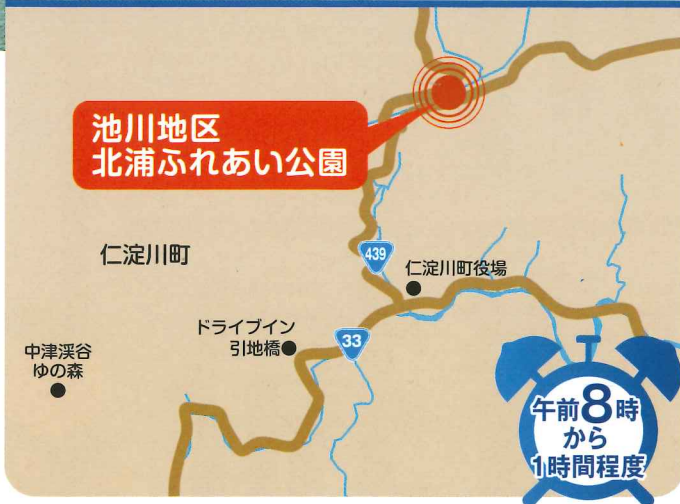 池川地区
北浦ふれあい公園
仁淀川町
439
仁淀川町役場
ドライブイン
引地橋
33
中津渓谷
ゆの森
午前8時
から
1時間程度